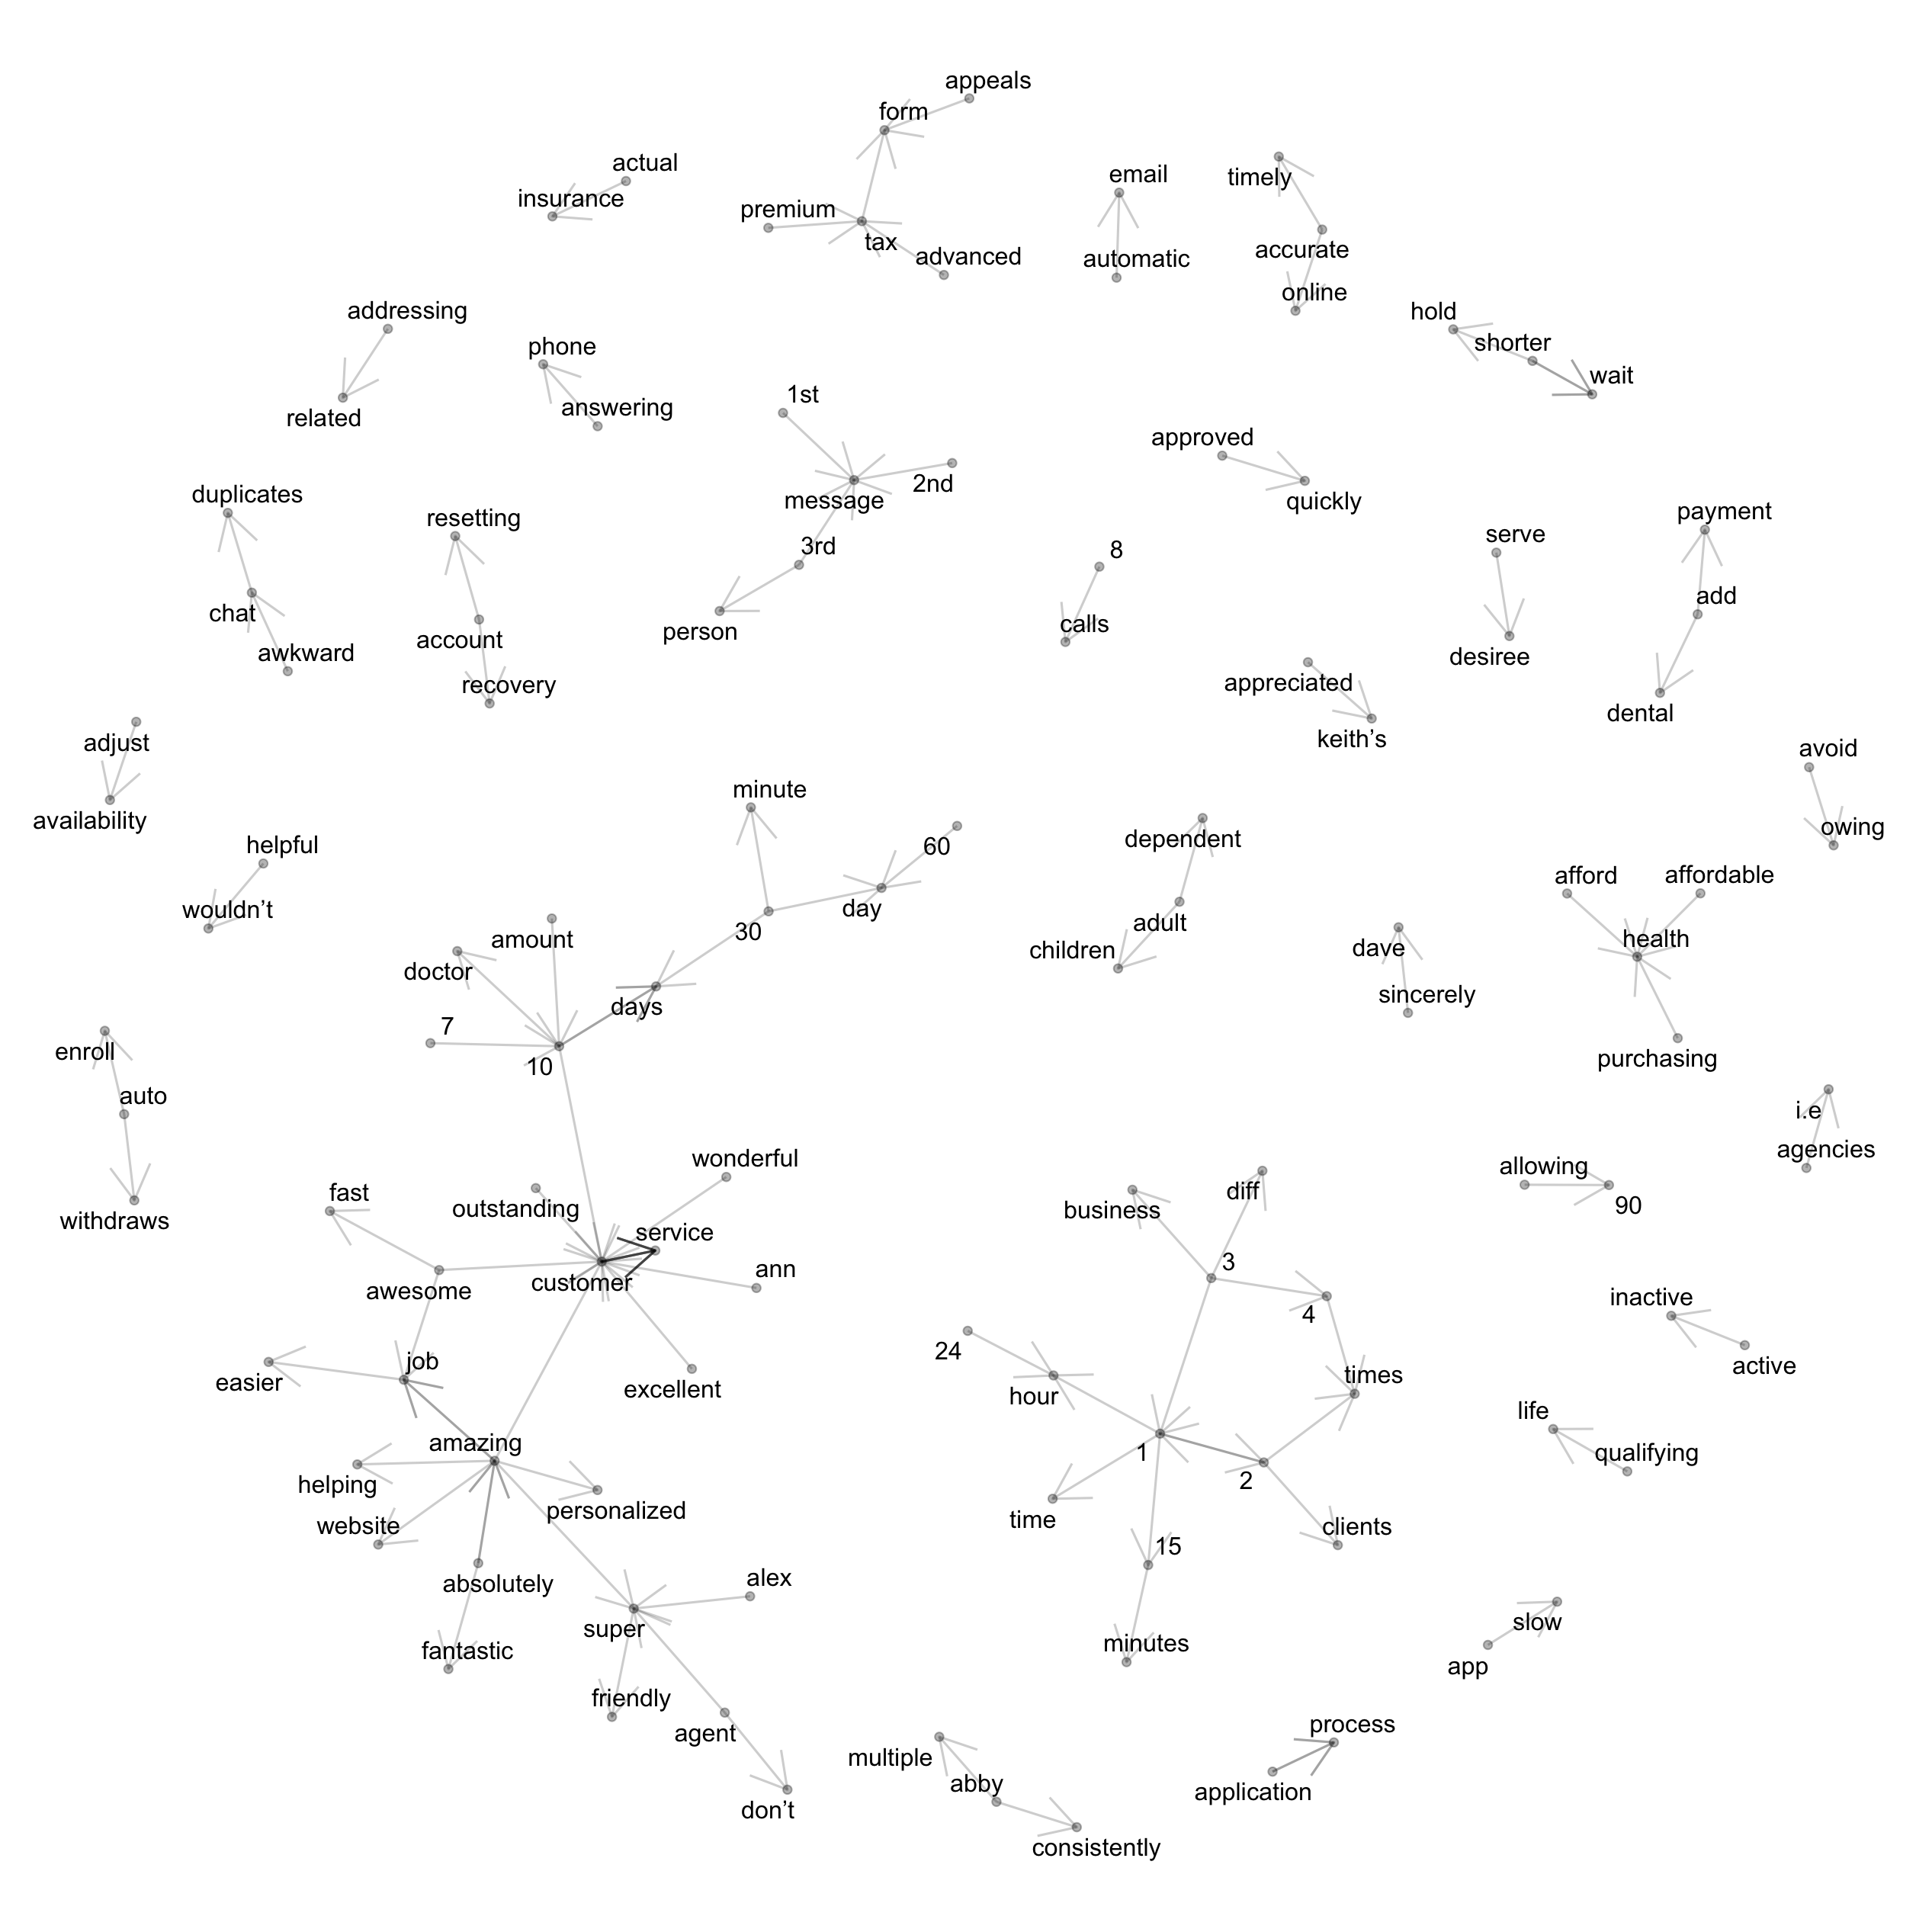 appeals
form
actual
insurance
premium
tax
advanced
email
automatic
timely
accurate
online
hold
shorter
wait
addressing
related
phone
answering
1st
message
2nd
3rd
person
approved
quickly
8
calls
serve
desiree
payment
add
dental
duplicates
chat
awkward
resetting
account
recovery
appreciated
keith’s
adjust
availability
avoid
owing
helpful
wouldn’t
minute
60
day
30
dependent
adult
children
afford
affordable
health
purchasing
dave
sincerely
amount
doctor
days
7
10
enroll
auto
withdraws
i.e
agencies
allowing
90
wonderful
outstanding
service
customer
ann
excellent
fast
awesome
job
easier
amazing
helping
website
personalized
absolutely
fantastic
super
alex
friendly
agent
don’t
business
diff
3
4
24
hour
times
1
2
time
15
clients
minutes
inactive
active
life
qualifying
slow
app
process
application
multiple
abby
consistently